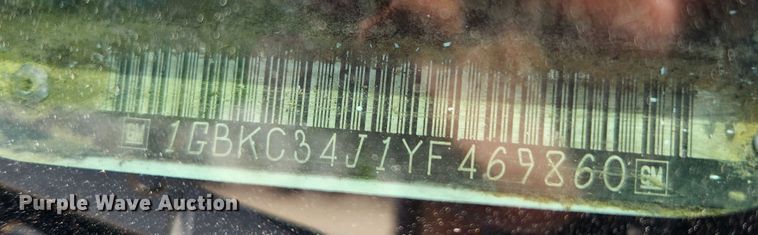 GM 1GBKC34J1YF469860 GM
Purple Wave Auction